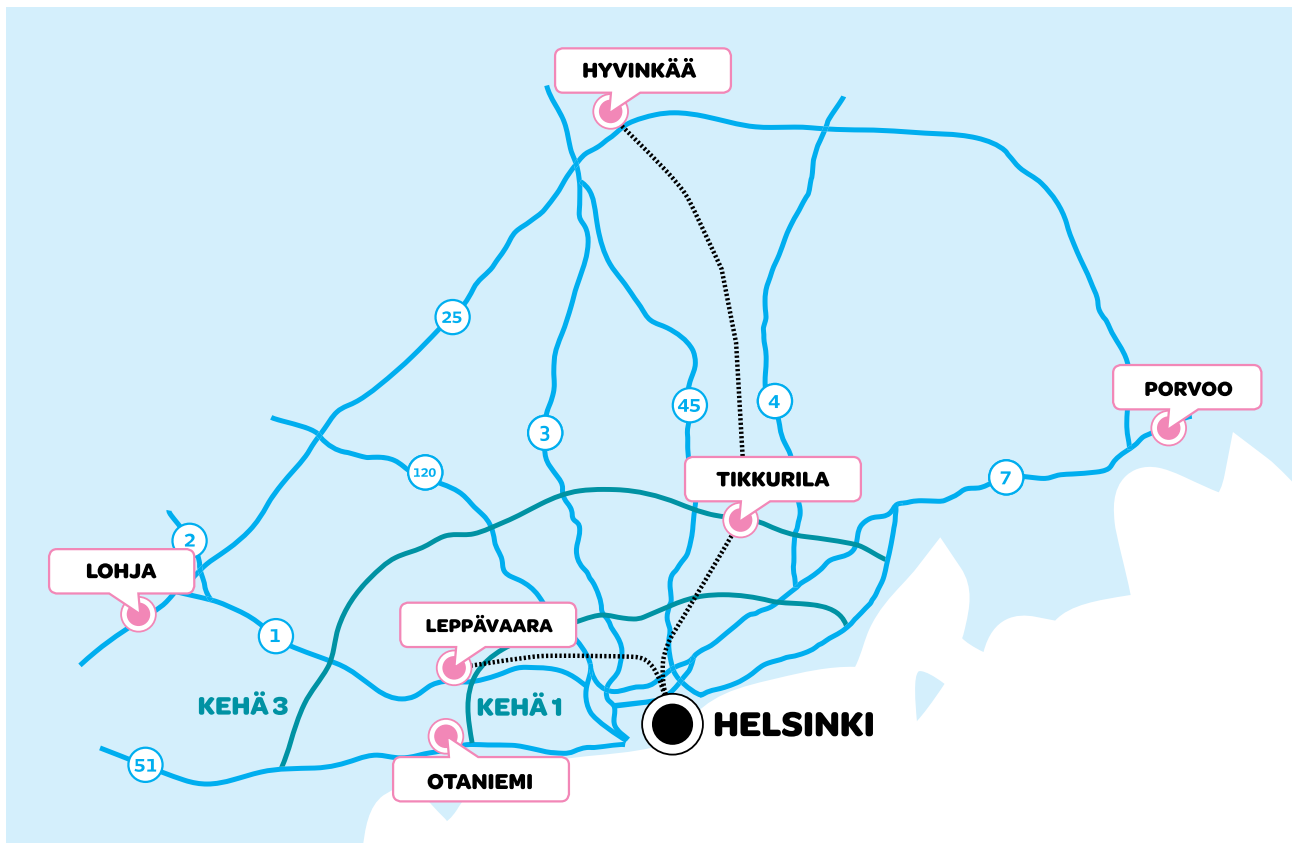 HYVINKÄÄ
25
PORVOO
45
4
3
120
TIKKURILA
7
2
LOHJA
LEPPÄVAARA
1
KEHÄ 3
KEHÄ 1
HELSINKI
51
OTANIEMI